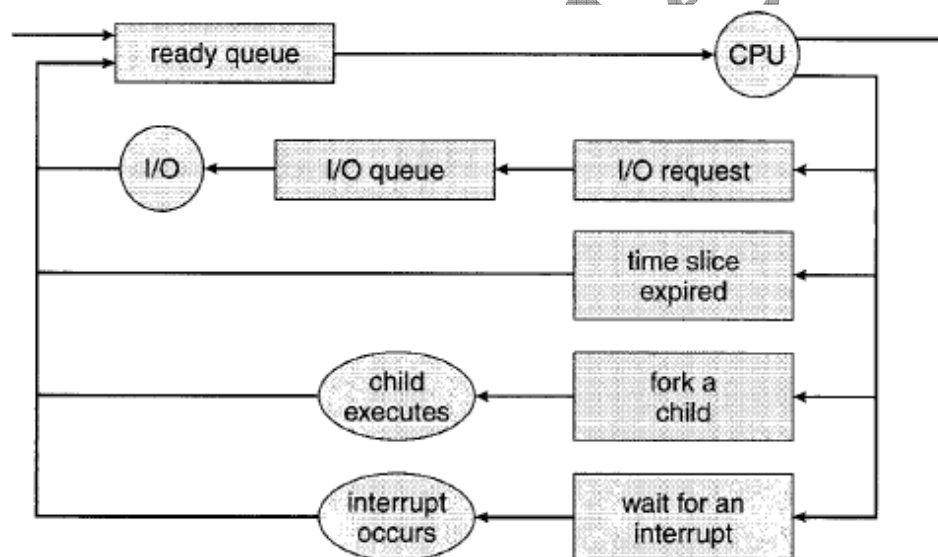 ready queue
CPU
I/O
I/O queue
I/O request
time slice
expired
child
executes
fork a
child
interrupt
occurs
wait for an
interrupt